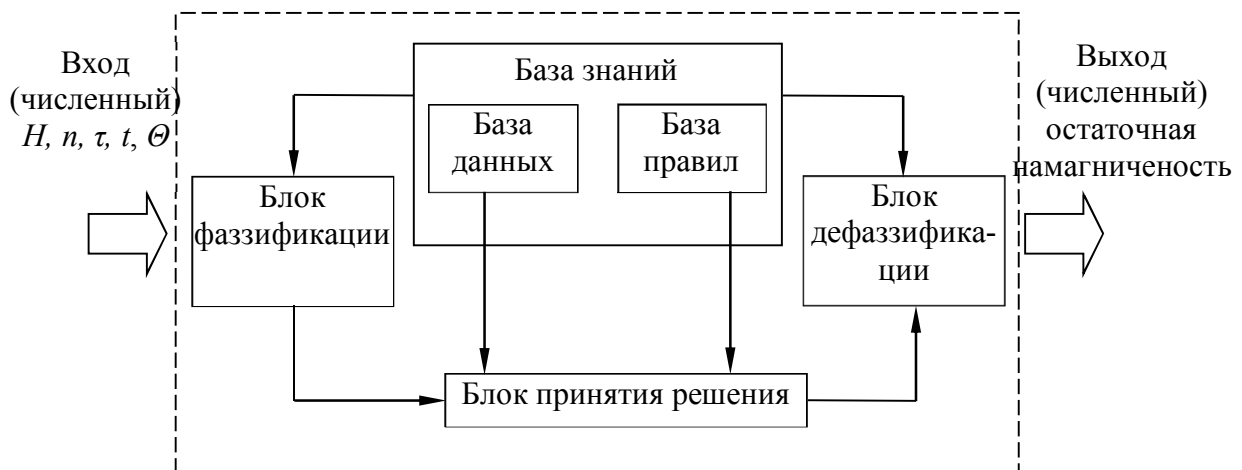 Вход
(численный)
H, n, τ, t, Θ
База знаний
База
данных
База
правил
Выход
(численный)
остаточная
намагниченость
Блок
фаззификации
Блок
дефаззифика-
ции
Блок принятия решения